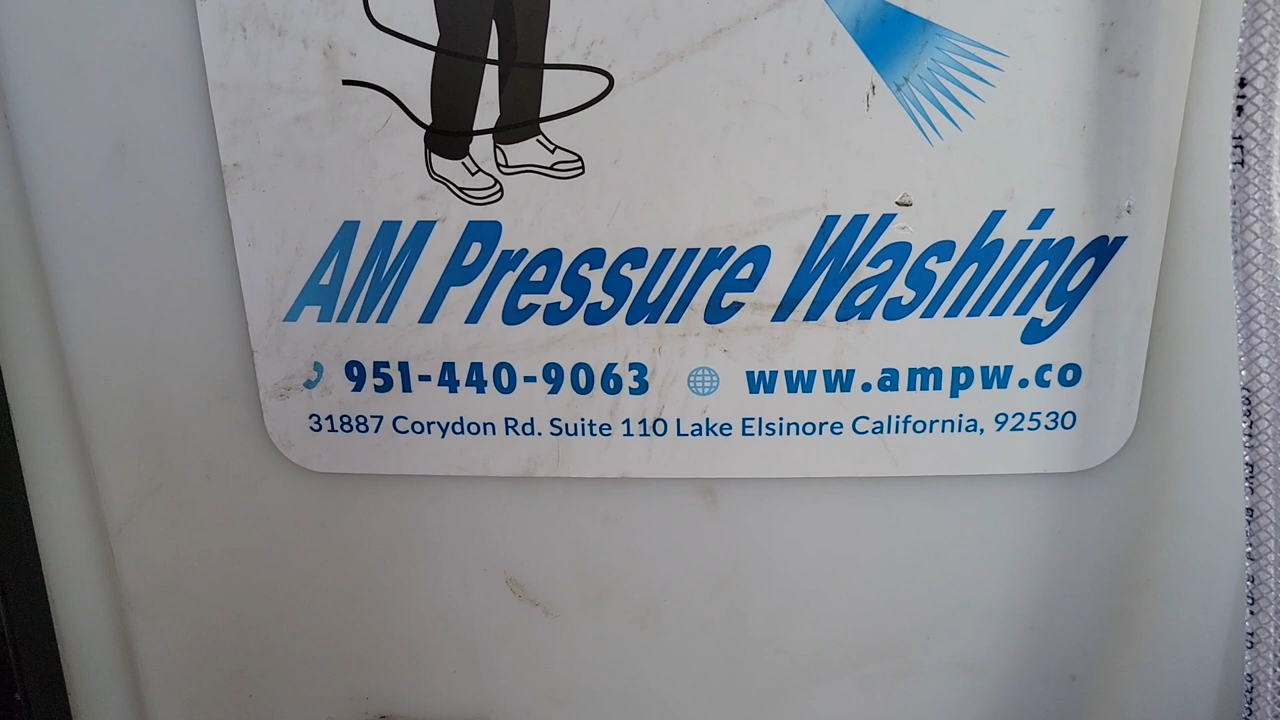 AM Pressure Washing
951-440-9063 www.ampw.co
31887 Corydon Rd. Suite 110 Lake Elsinore California, 92530